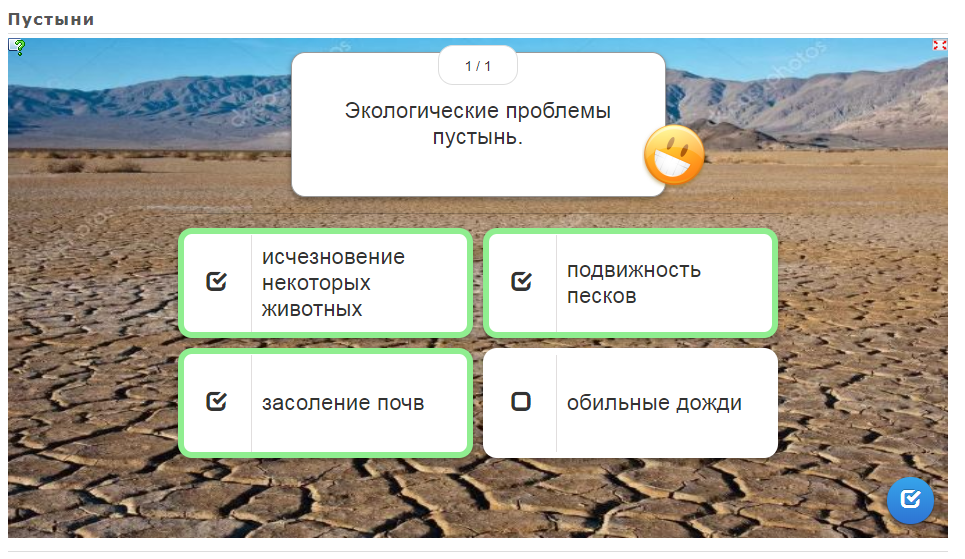 Пустыни
1 / 1
Экологические проблемы
пустынь.
исчезновение
некоторых
животных
подвижность
песков
засоление почв
обильные дожди